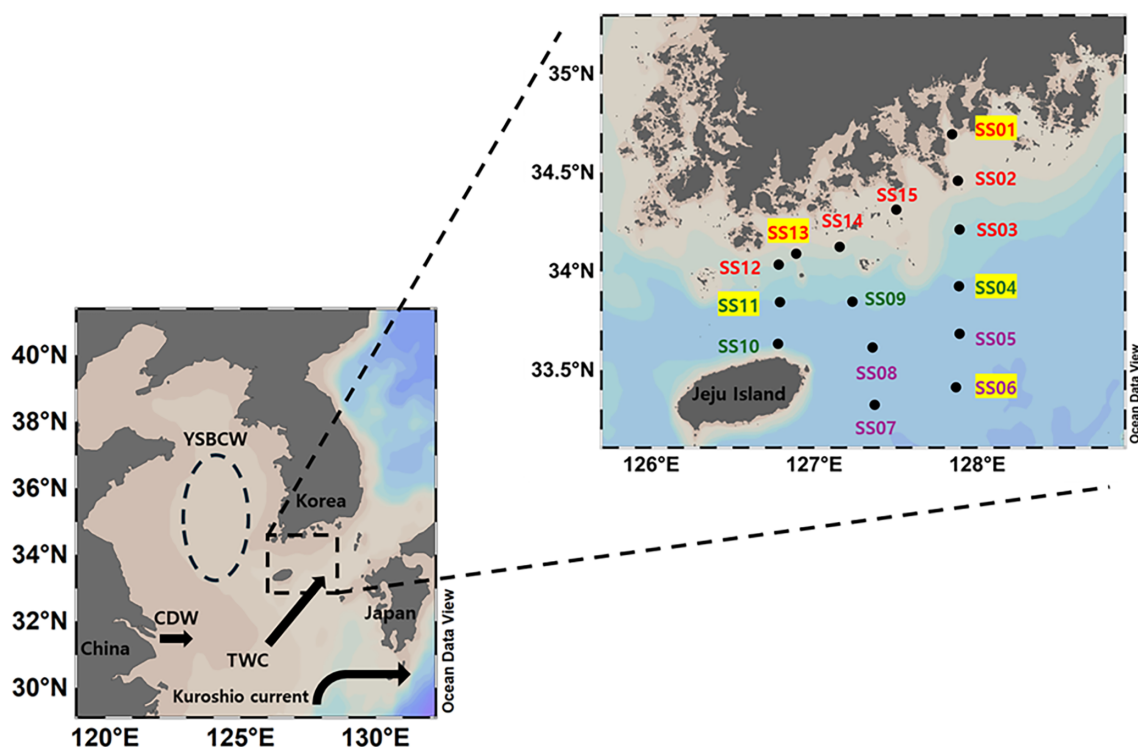 35°N
34.5°N
34°N
33.5°N
SS01
SS02
SS15
SS14
SS13
SS03
SS12
SS04
SS11
SS09
SS10
SS05
SS08
SS06
Jeju Island
SS07
126°E
127°E
128°E
Ocean Data View
40°N
38°N
36°N
34°N
32°N
30°N
YSBCW
Korea
CDW
Japan
China
TWC
Kuroshio current
120°E
125°E
130°E
Ocean Data View